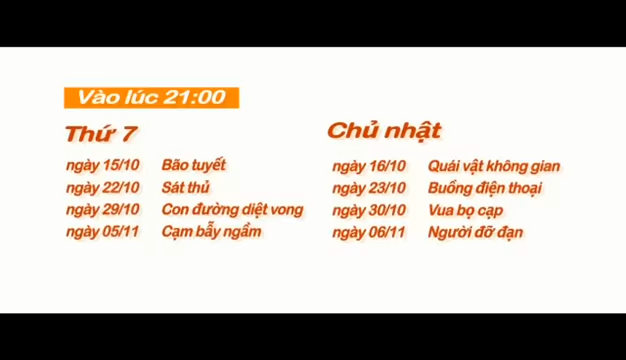 Vào lúc 21:00
Thứ 7
ngày 15/10 Bão tuyết
ngày 22/10 Sát thủ
ngày 29/10 Con đường diệt vong
ngày 05/11 Cạm bẫy ngầm
Chủ nhật
ngày 16/10 Quái vật không gian
ngày 23/10 Buồng điện thoại
ngày 30/10 Vua bọ cạp
ngày 06/11 Người đỡ đạn